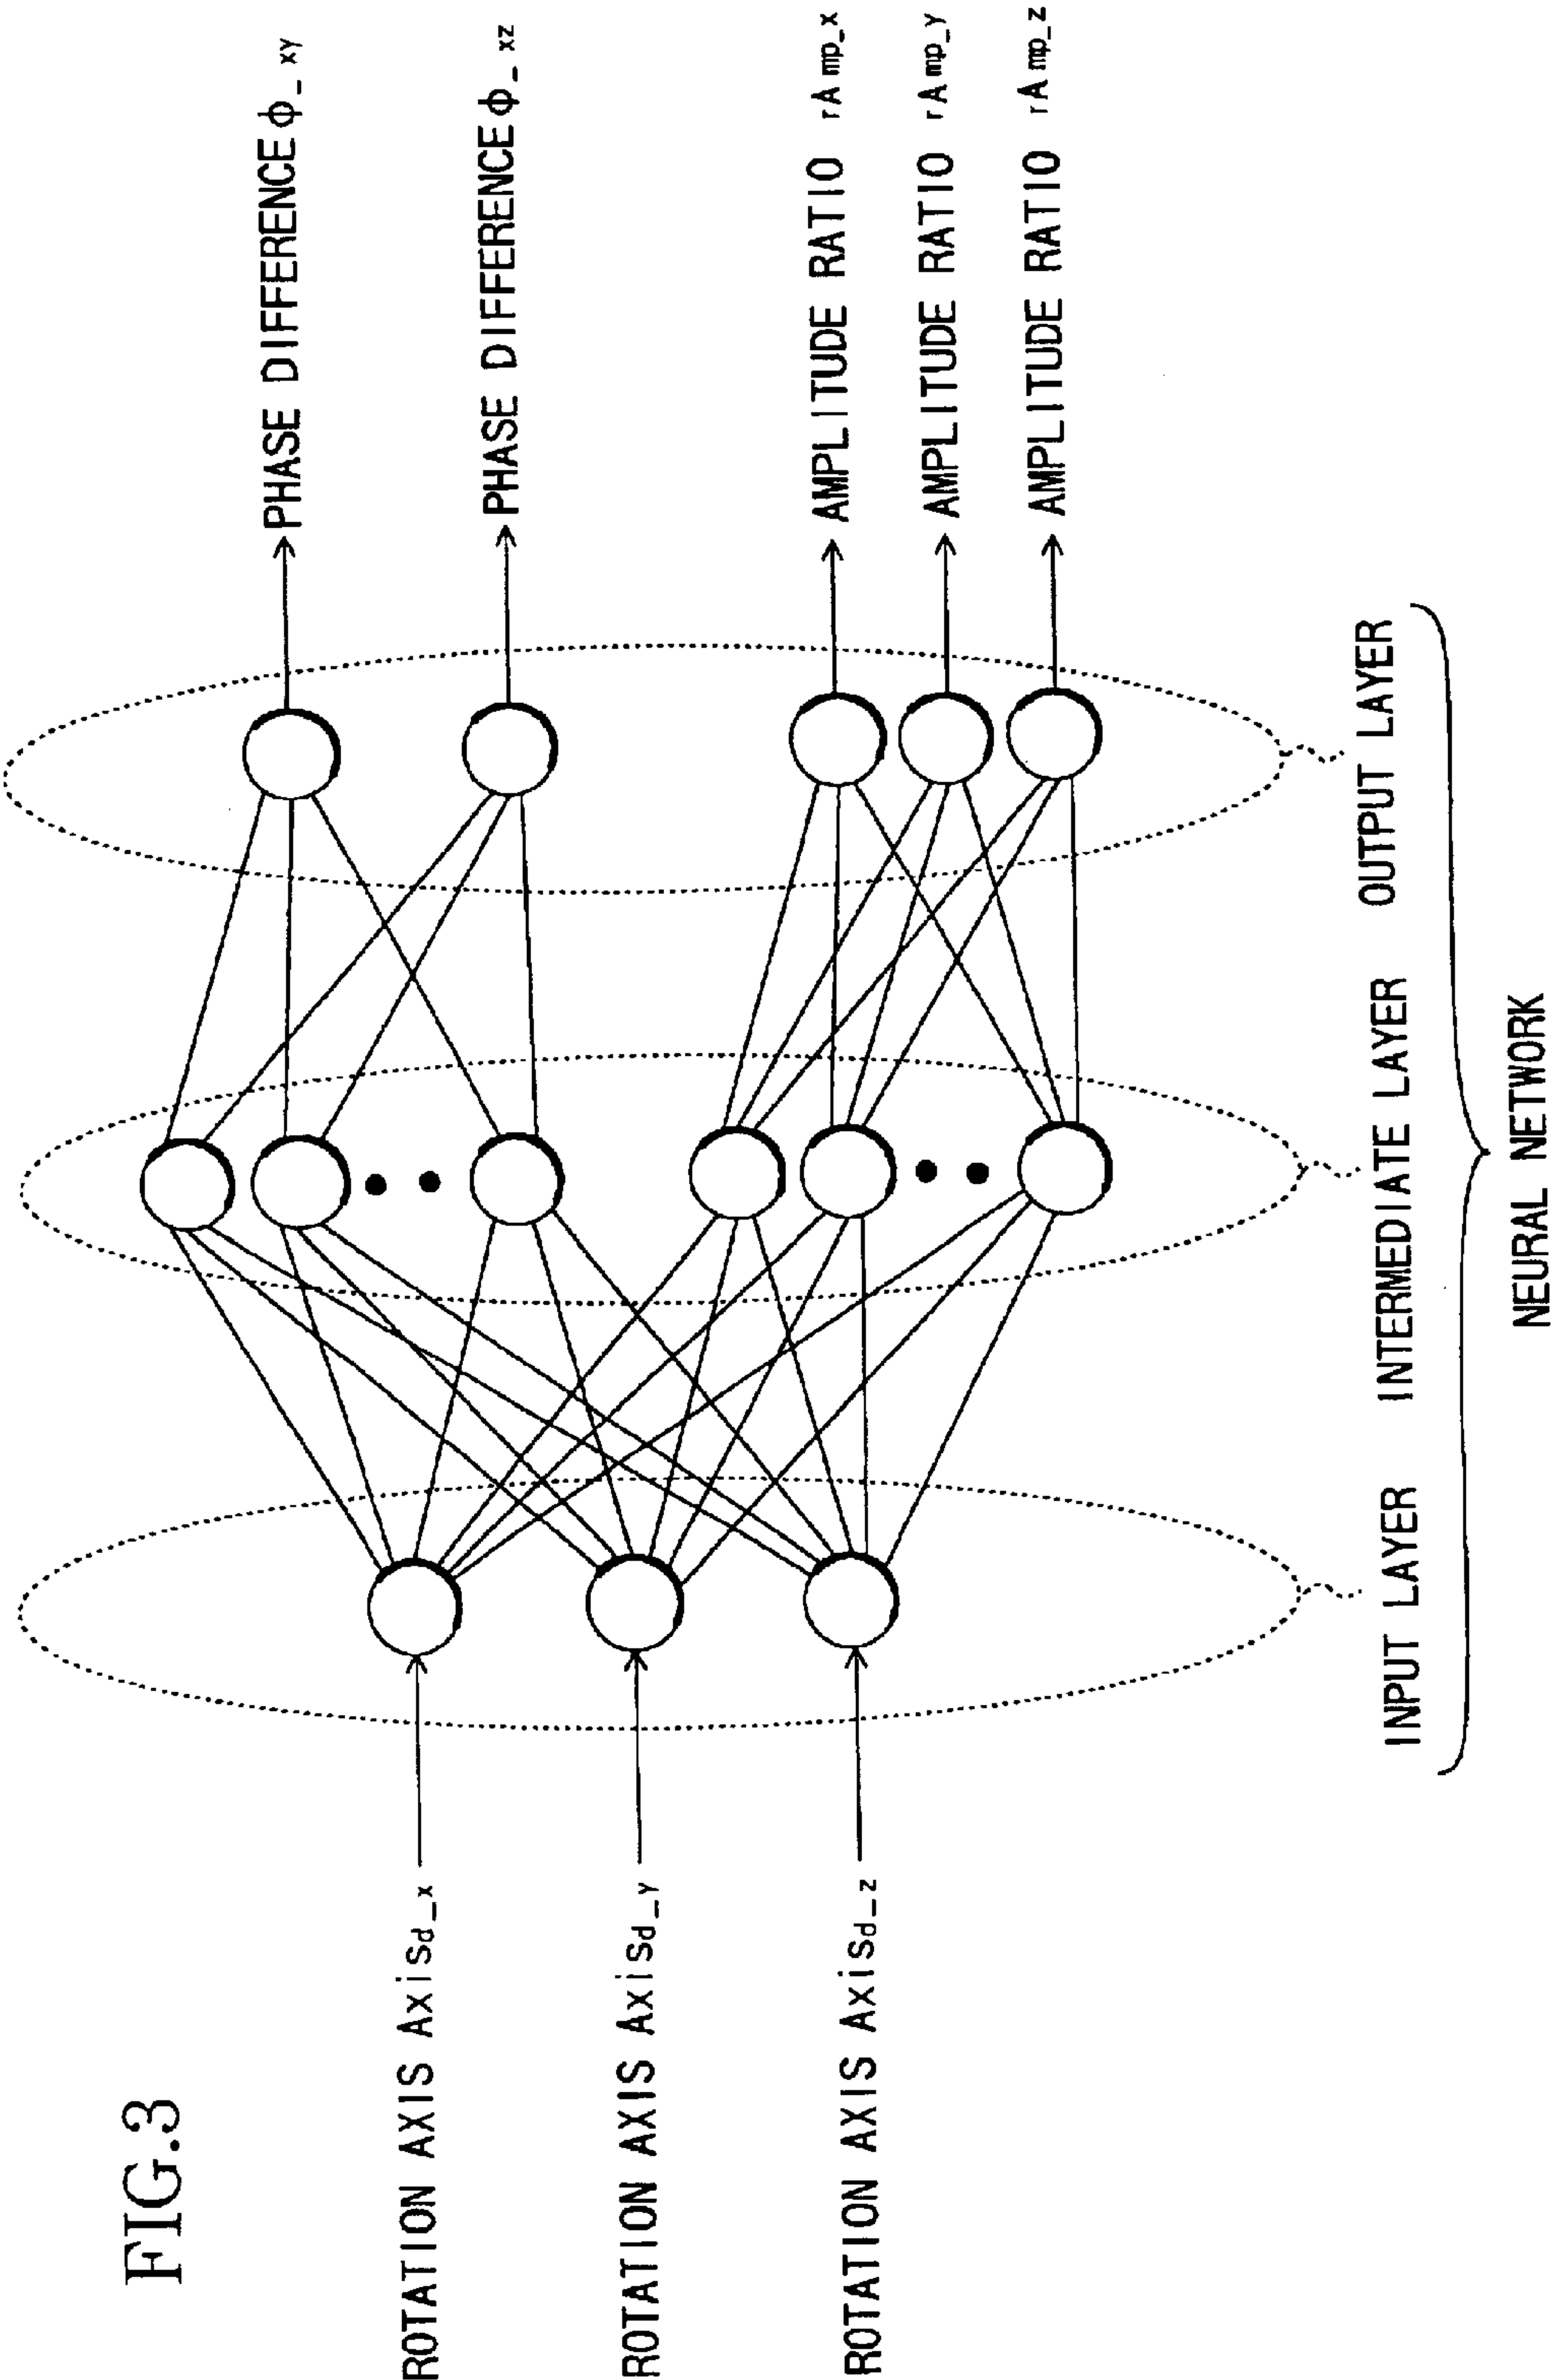 FIG.3
ROTATION AXIS Axisd_x
ROTATION AXIS Axisd_y
ROTATION AXIS Axisd_z
PHASE DIFFERENCE ϕ_xy
PHASE DIFFERENCE ϕ_xz
AMPLITUDE RATIO rAmp_x
AMPLITUDE RATIO rAmp_y
AMPLITUDE RATIO rAmp_z
INPUT LAYER INTERMEDIATE LAYER OUTPUT LAYER
NEURAL NETWORK